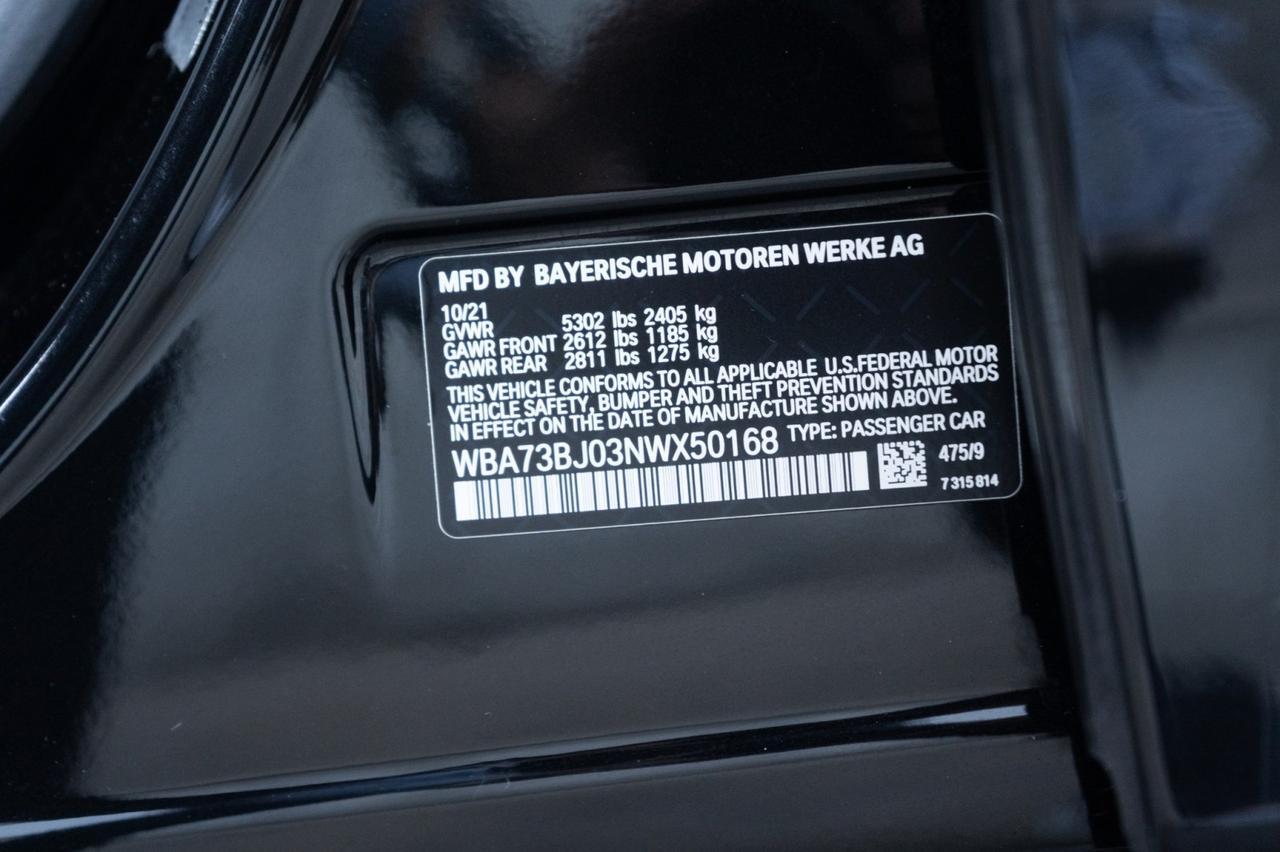 MFD BY BAYERISCHE MOTOREN WERKE AG
10/21
GVWR 5302 lbs 2405 kg
GAWR FRONT 2612 lbs 1185 kg
GAWR REAR 2811 lbs 1275 kg
THIS VEHICLE CONFORMS TO ALL APPLICABLE U.S.FEDERAL MOTOR
VEHICLE SAFETY, BUMPER AND THEFT PREVENTION STANDARDS
IN EFFECT ON THE DATE OF MANUFACTURE SHOWN ABOVE.
WBA73BJ03NWX50168 TYPE: PASSENGER CAR
475/9
7 315 814